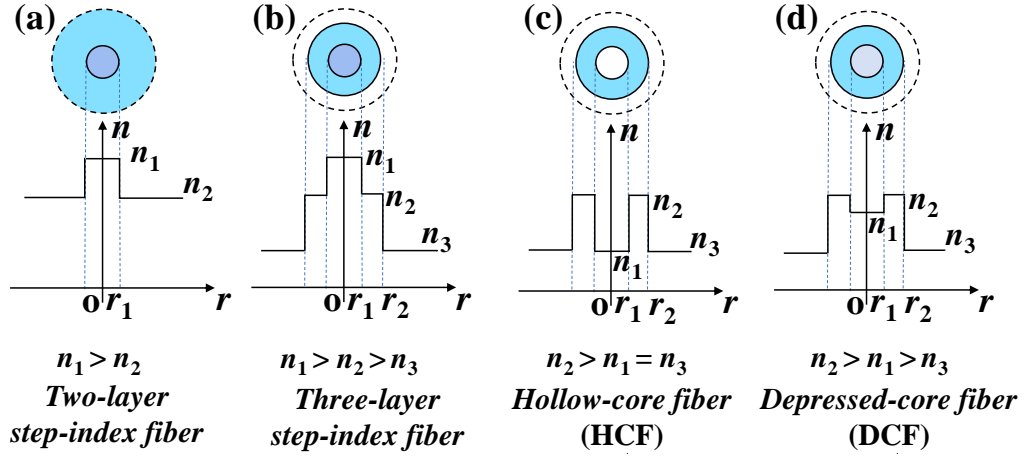 (a)
n
n₁
n₂
o r₁ r
n₁ > n₂
Two-layer
step-index fiber
(b)
n
n₁
n₂
n₃
o r₁ r₂ r
n₁ > n₂ > n₃
Three-layer
step-index fiber
(c)
n
n₂
n₃
n₁
o r₁ r₂ r
n₂ > n₁ = n₃
Hollow-core fiber
(HCF)
(d)
n
n₂
n₁
n₃
o r₁ r₂ r
n₂ > n₁ > n₃
Depressed-core fiber
(DCF)